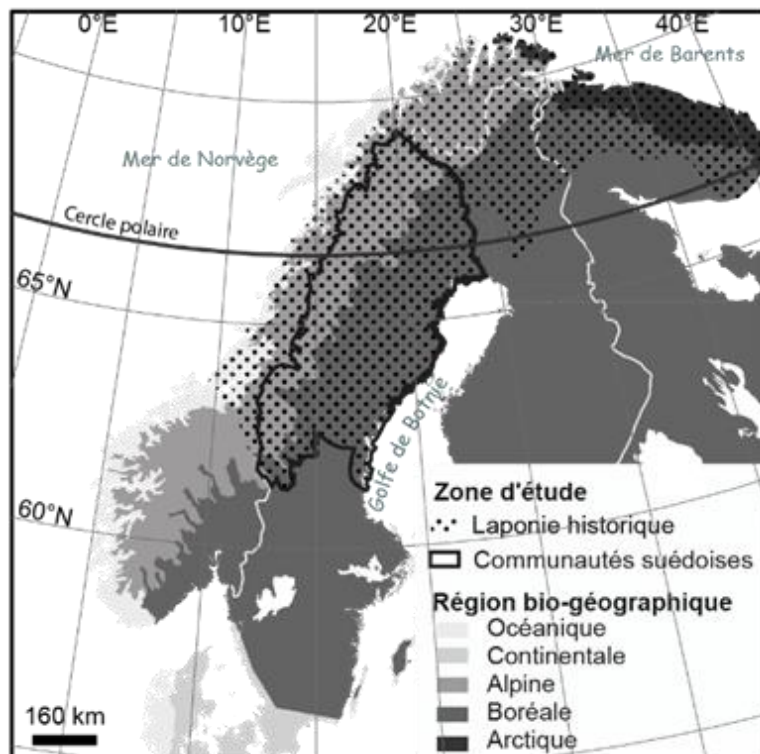 0°E
10°E
20°E
30°E
40°E
Mer de Barents
Mer de Norvège
Cercle polaire
65°N
Golfe de Botnie
60°N
Zone d'étude
Laponie historique
Communautés suédoises
Région bio-géographique
Océanique
Continentale
Alpine
Boréale
Arctique
160 km